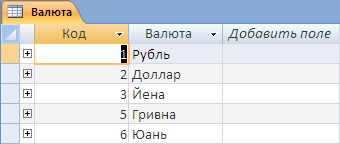 Валюта
Код Валюта Добавить поле
1 Рубль
2 Доллар
3 Йена
5 Гривна
6 Юань